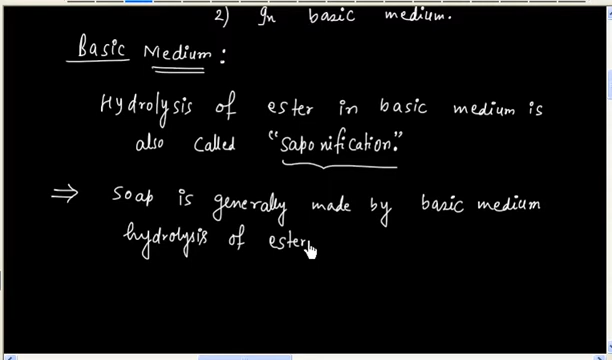 2) In basic medium.
Basic Medium:
Hydrolysis of ester in basic medium is
also called "saponification."
⇒ Soap is generally made by basic medium
hydrolysis of ester